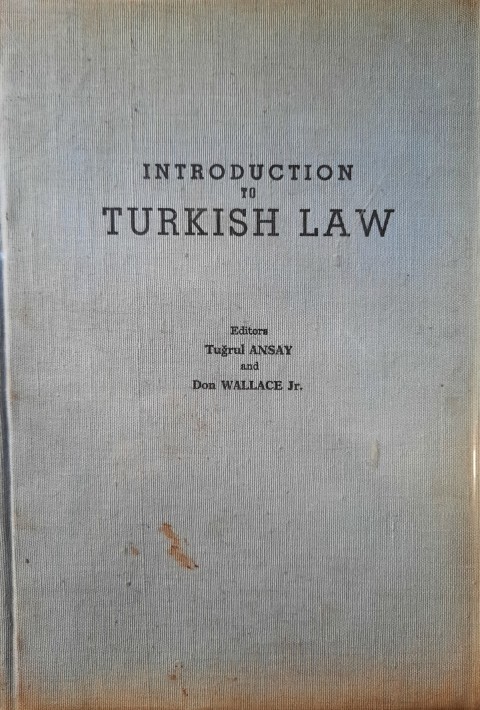 INTRODUCTION
TO
TURKISH LAW
Editors
Tuğrul ANSAY
and
Don WALLACE Jr.